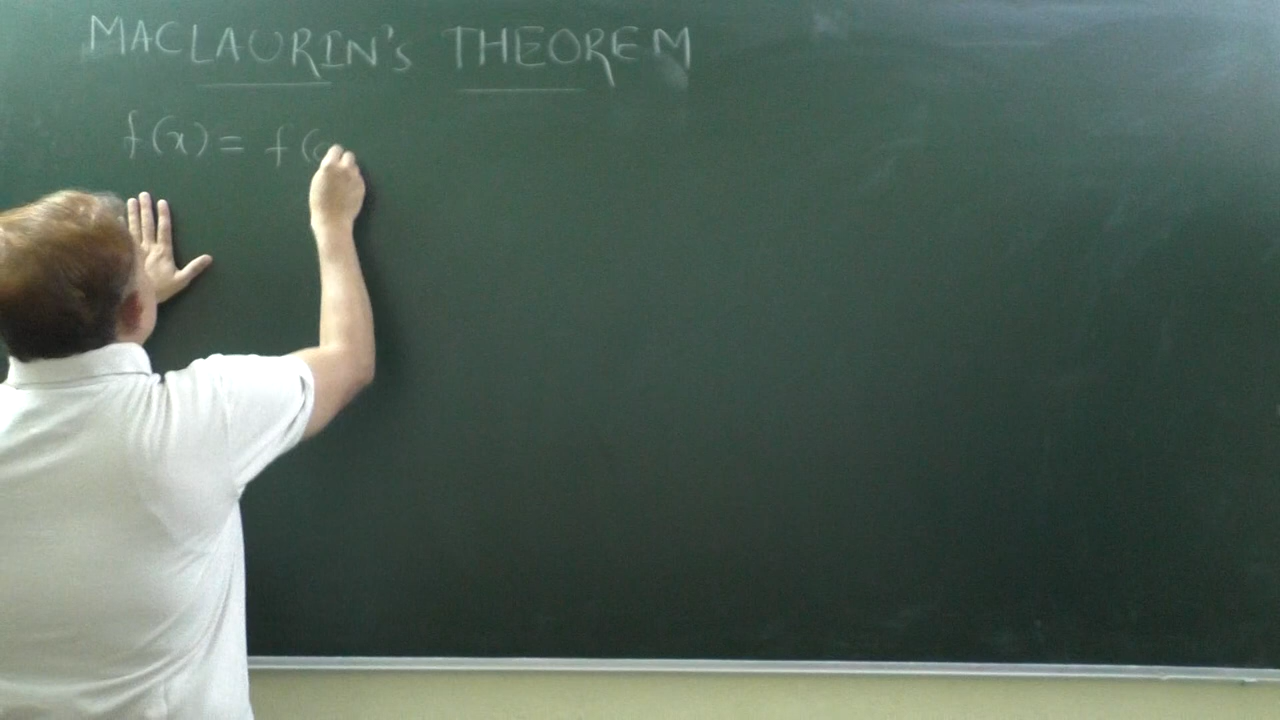 MACLAURIN's THEOREM
f(x) = f(